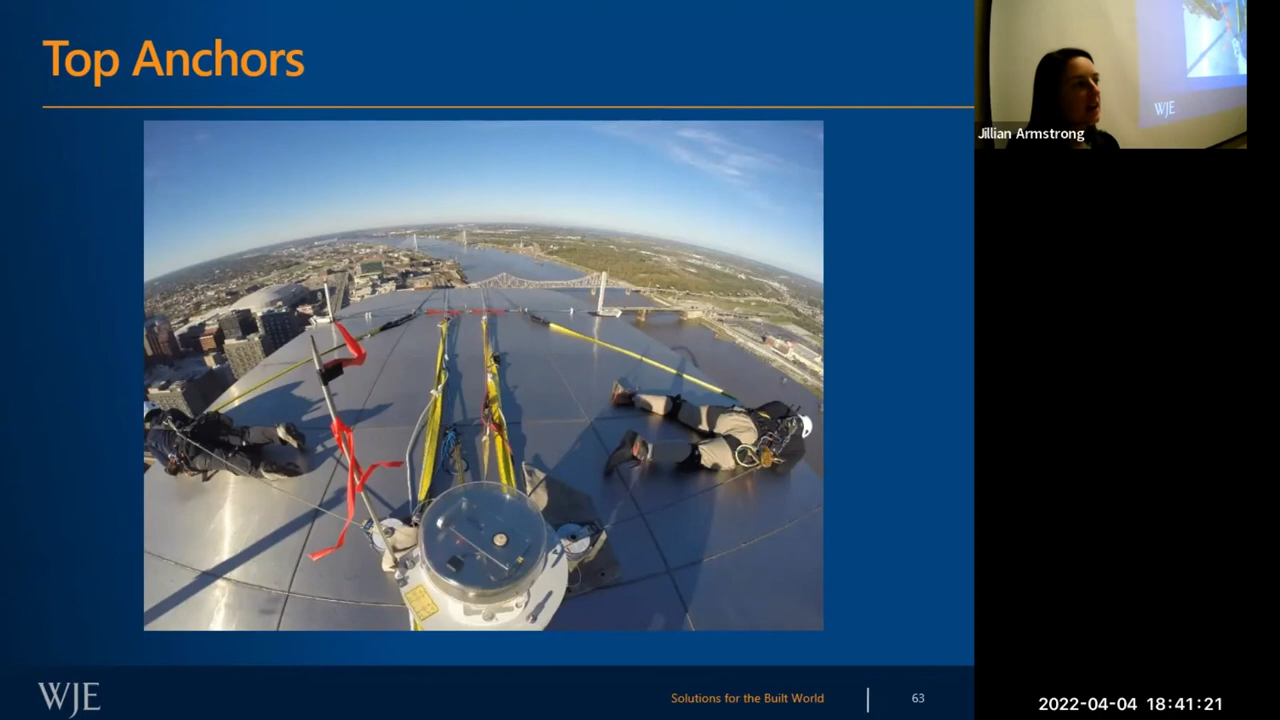 Top Anchors
WJE
Jillian Armstrong
WJE
Solutions for the Built World
63
2022-04-04 18:41:21